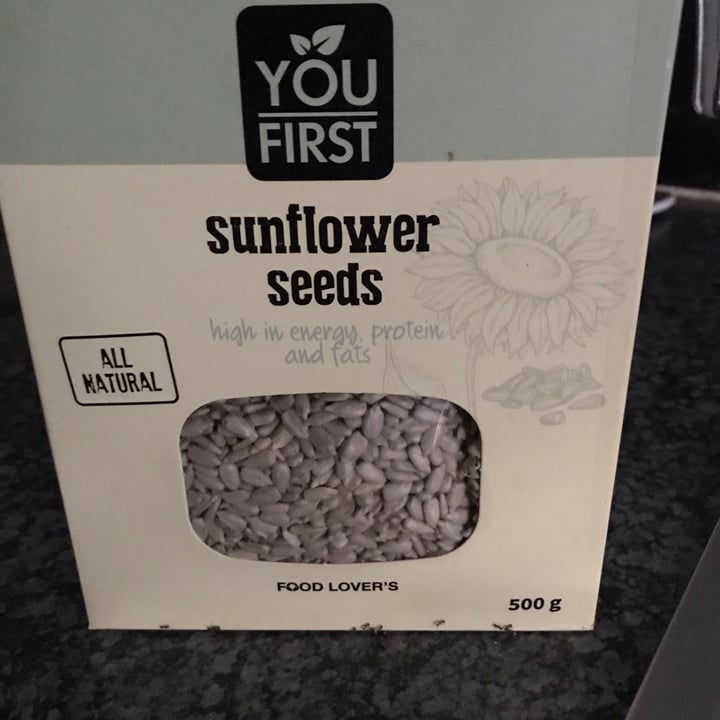 YOU
FIRST
sunflower
seeds
high in energy, protein
and fats
ALL
NATURAL
FOOD LOVER'S
500 g